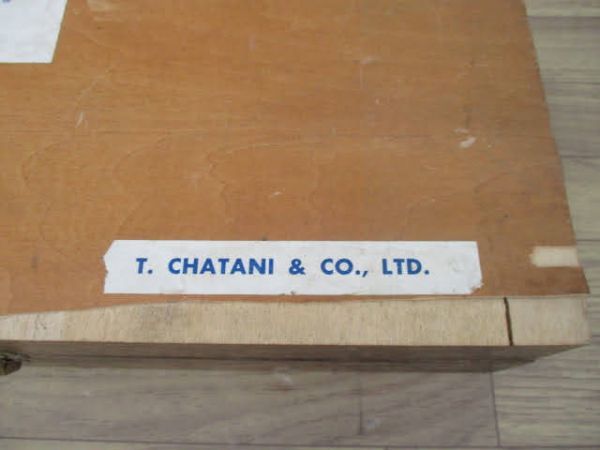 T. CHATANI & CO., LTD.